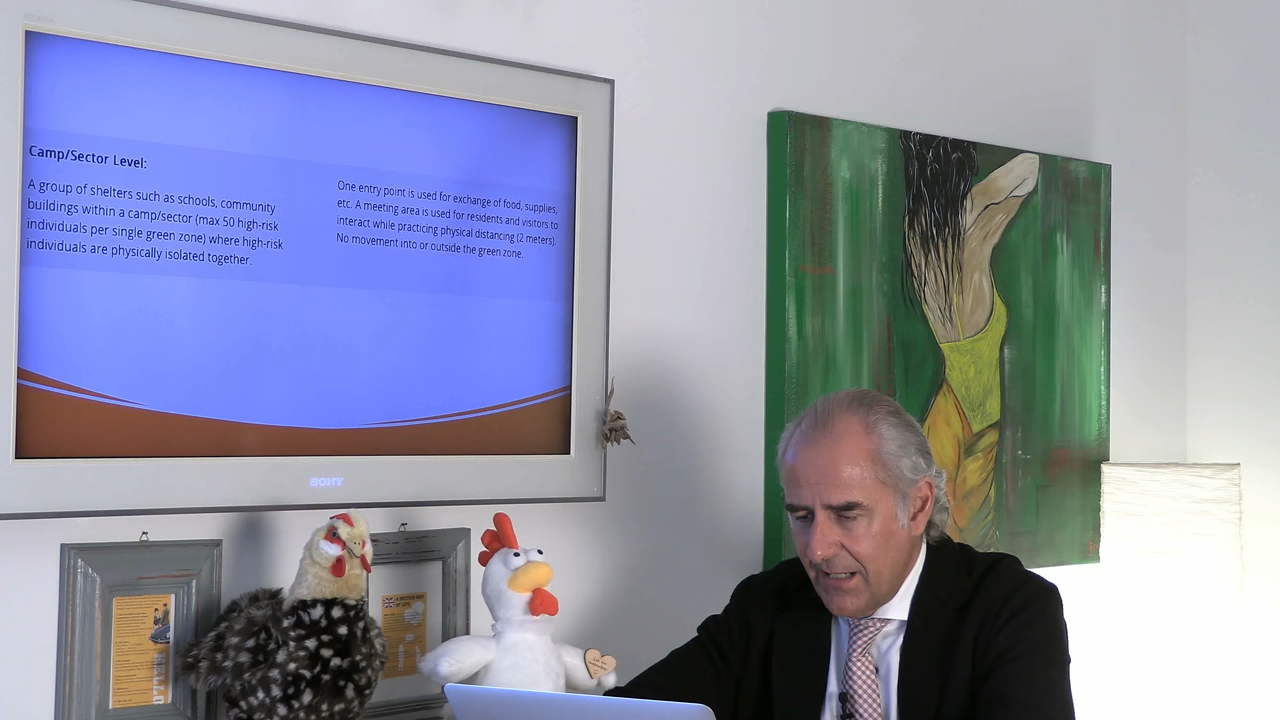 Camp/Sector Level:
A group of shelters such as schools, community
buildings within a camp/sector (max 50 high-risk
individuals per single green zone) where high-risk
individuals are physically isolated together.
One entry point is used for exchange of food, supplies,
etc. A meeting area is used for residents and visitors to
interact while practicing physical distancing (2 meters).
No movement into or outside the green zone.
SONY